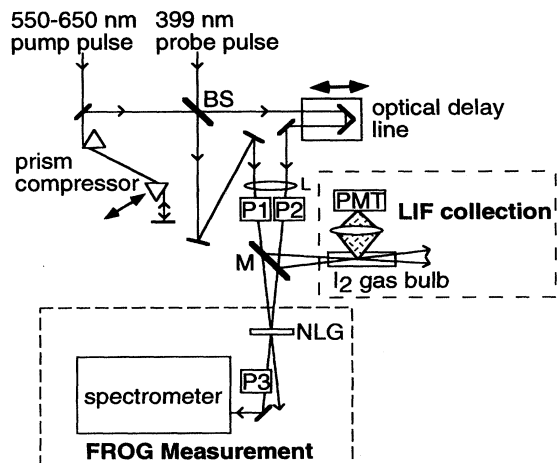 550-650 nm
pump pulse
399 nm
probe pulse
BS
optical delay
line
prism
compressor
L
P1
P2
PMT
LIF collection
M
I2 gas bulb
NLG
P3
spectrometer
FROG Measurement